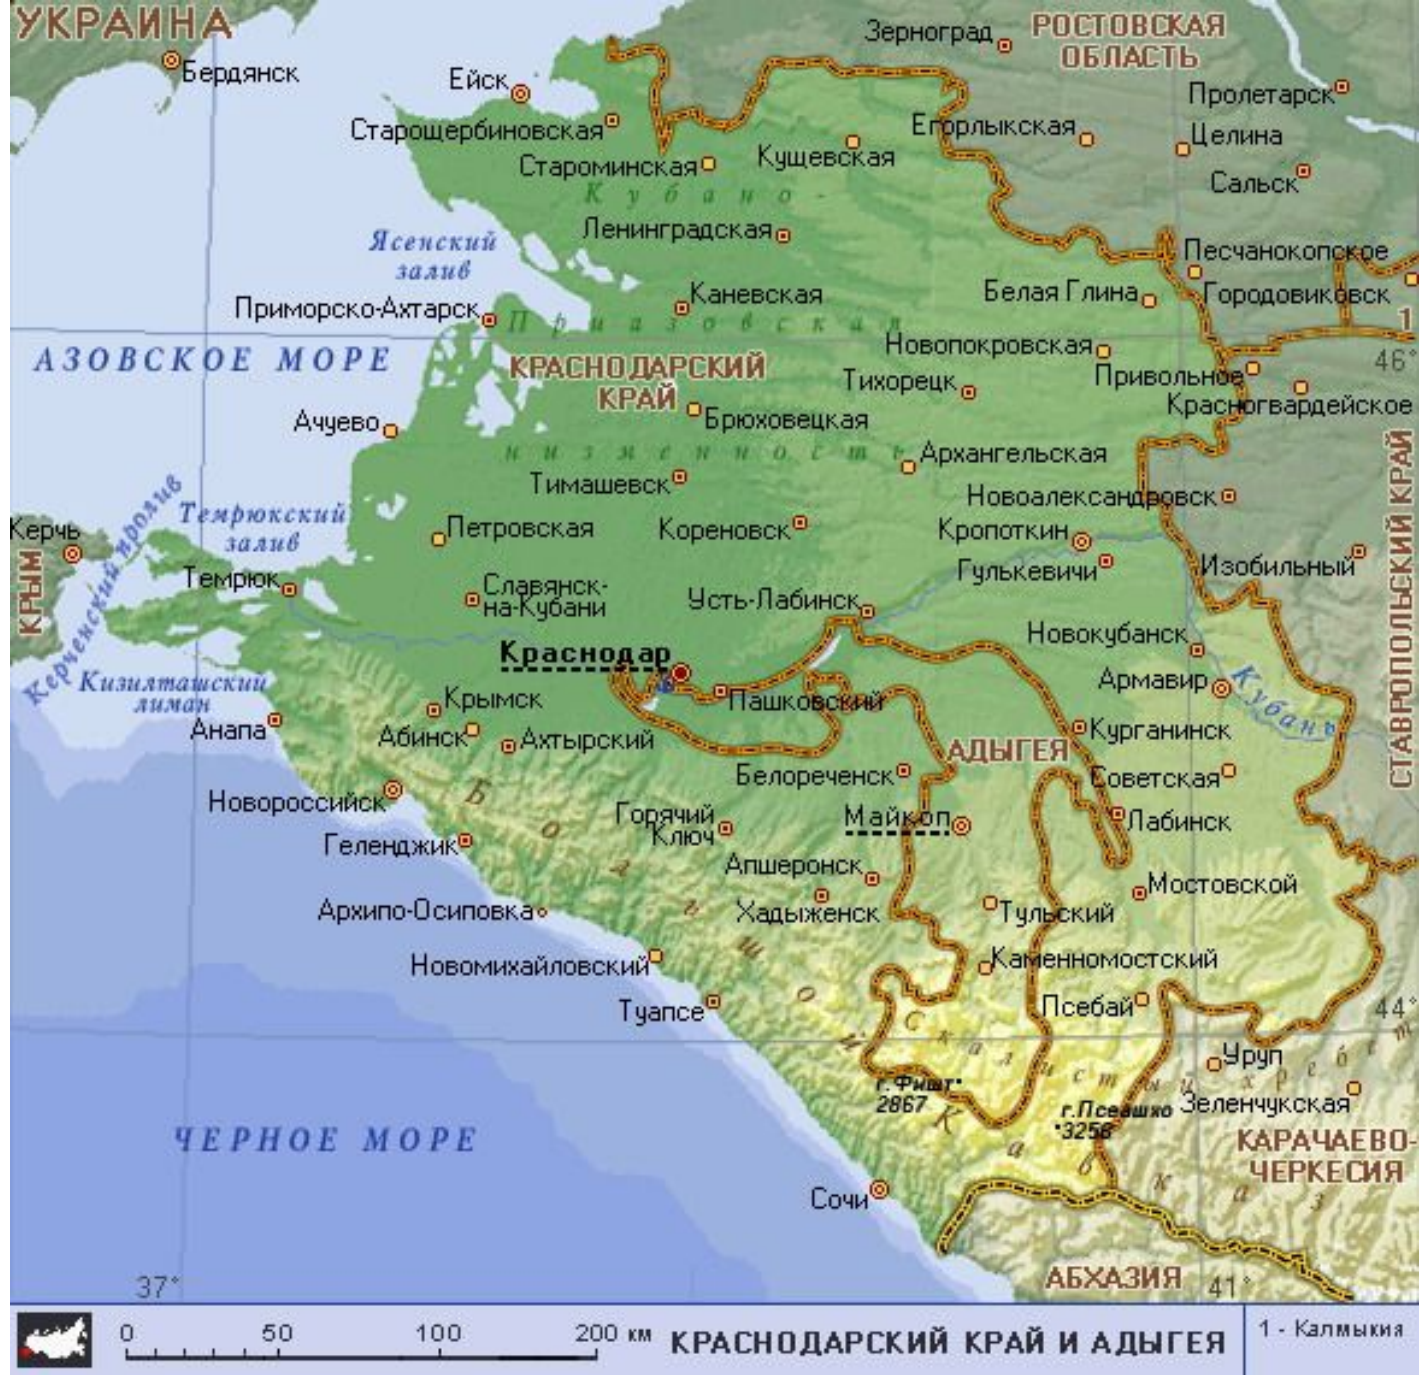 УКРАИНА
Бердянск
Ейск
Старощербиновская
Староминская
Кущевская
Зерноград
РОСТОВСКАЯ
ОБЛАСТЬ
Пролетарск
Егорлыкская
Целина
Сальск
Кубано-
Ленинградская
Ясенский
залив
Песчанокопское
Каневская
Белая Глина
Городовиковск
Приморско-Ахтарск
Приазовская
1
АЗОВСКОЕ МОРЕ
Новопокровская
46°
КРАСНОДАРСКИЙ
КРАЙ
Тихорецк
Привольное
Красногвардейское
Ачуево
Брюховецкая
низменность
Архангельская
Тимашевск
Новоалександровск
СТАВРОПОЛЬСКИЙ КРАЙ
Темрюкский
залив
Керчь
КРЫМ
Керченский пролив
Петровская
Кореновск
Кропоткин
Гулькевичи
Изобильный
Темрюк
Славянск-
на-Кубани
Усть-Лабинск
Новокубанск
Краснодар
Кизилташский
лиман
Армавир
Кубань
Крымск
Пашковский
Анапа
Абинск
Ахтырский
Курганинск
АДЫГЕЯ
Белореченск
Советская
Новороссийск
Горячий
Ключ
Майкоп
Лабинск
Геленджик
Апшеронск
Мостовской
Архипо-Осиповка
Хадыженск
Тульский
Большой Кавказ
Новомихайловский
Каменномостский
Туапсе
Псебай
44°
Скалистый хребет
Уруп
г.Фишт
2867
г.Псеашхо
3256
Зеленчукская
ЧЕРНОЕ МОРЕ
КАРАЧАЕВО-
ЧЕРКЕСИЯ
Сочи
АБХАЗИЯ
37°
41°
0 50 100 200 км
КРАСНОДАРСКИЙ КРАЙ И АДЫГЕЯ
1 - Калмыкия